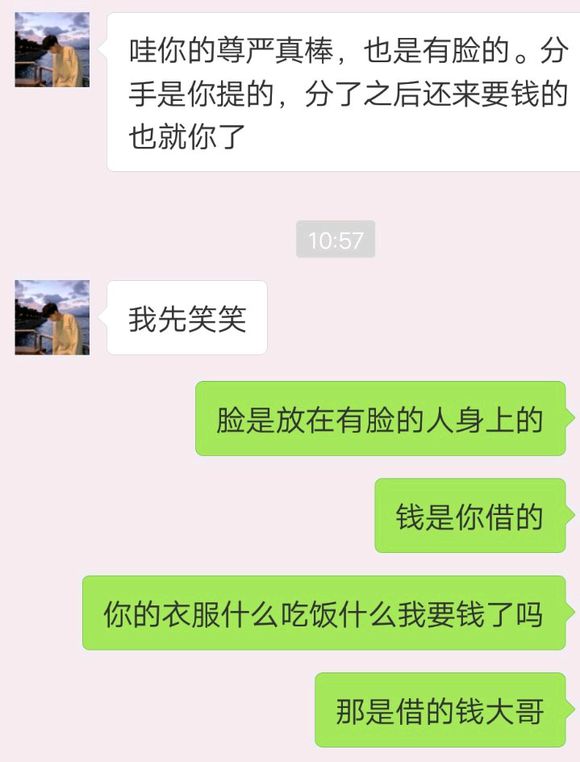 哇你的尊严真棒，也是有脸的。分
手是你提的，分了之后还来要钱的
也就你了
10:57
我先笑笑
脸是放在有脸的人身上的
钱是你借的
你的衣服什么吃饭什么我要钱了吗
那是借的钱大哥